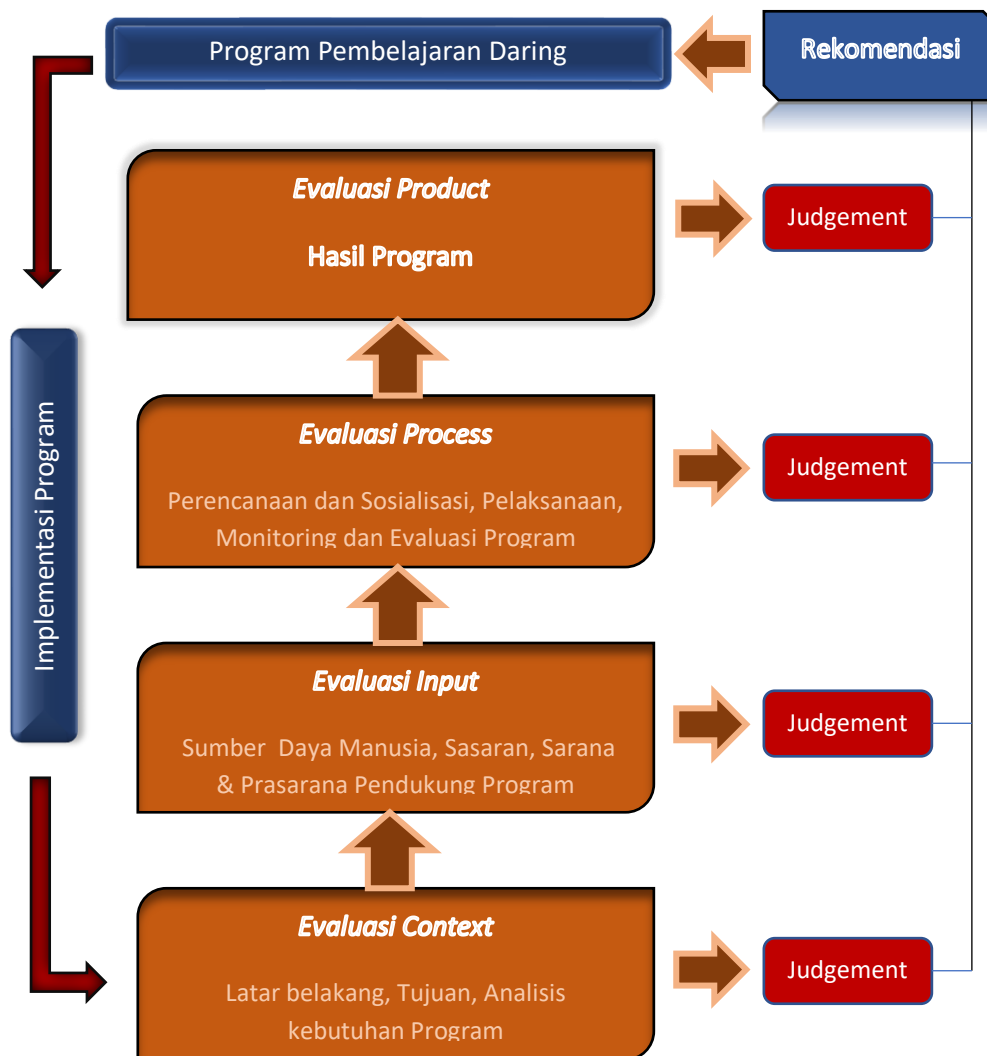 Program Pembelajaran Daring
Rekomendasi
Evaluasi Product
Hasil Program
Judgement
Implementasi Program
Evaluasi Process
Perencanaan dan Sosialisasi, Pelaksanaan,
Monitoring dan Evaluasi Program
Judgement
Evaluasi Input
Sumber  Daya Manusia, Sasaran, Sarana
& Prasarana Pendukung Program
Judgement
Evaluasi Context
Latar belakang, Tujuan, Analisis
kebutuhan Program
Judgement